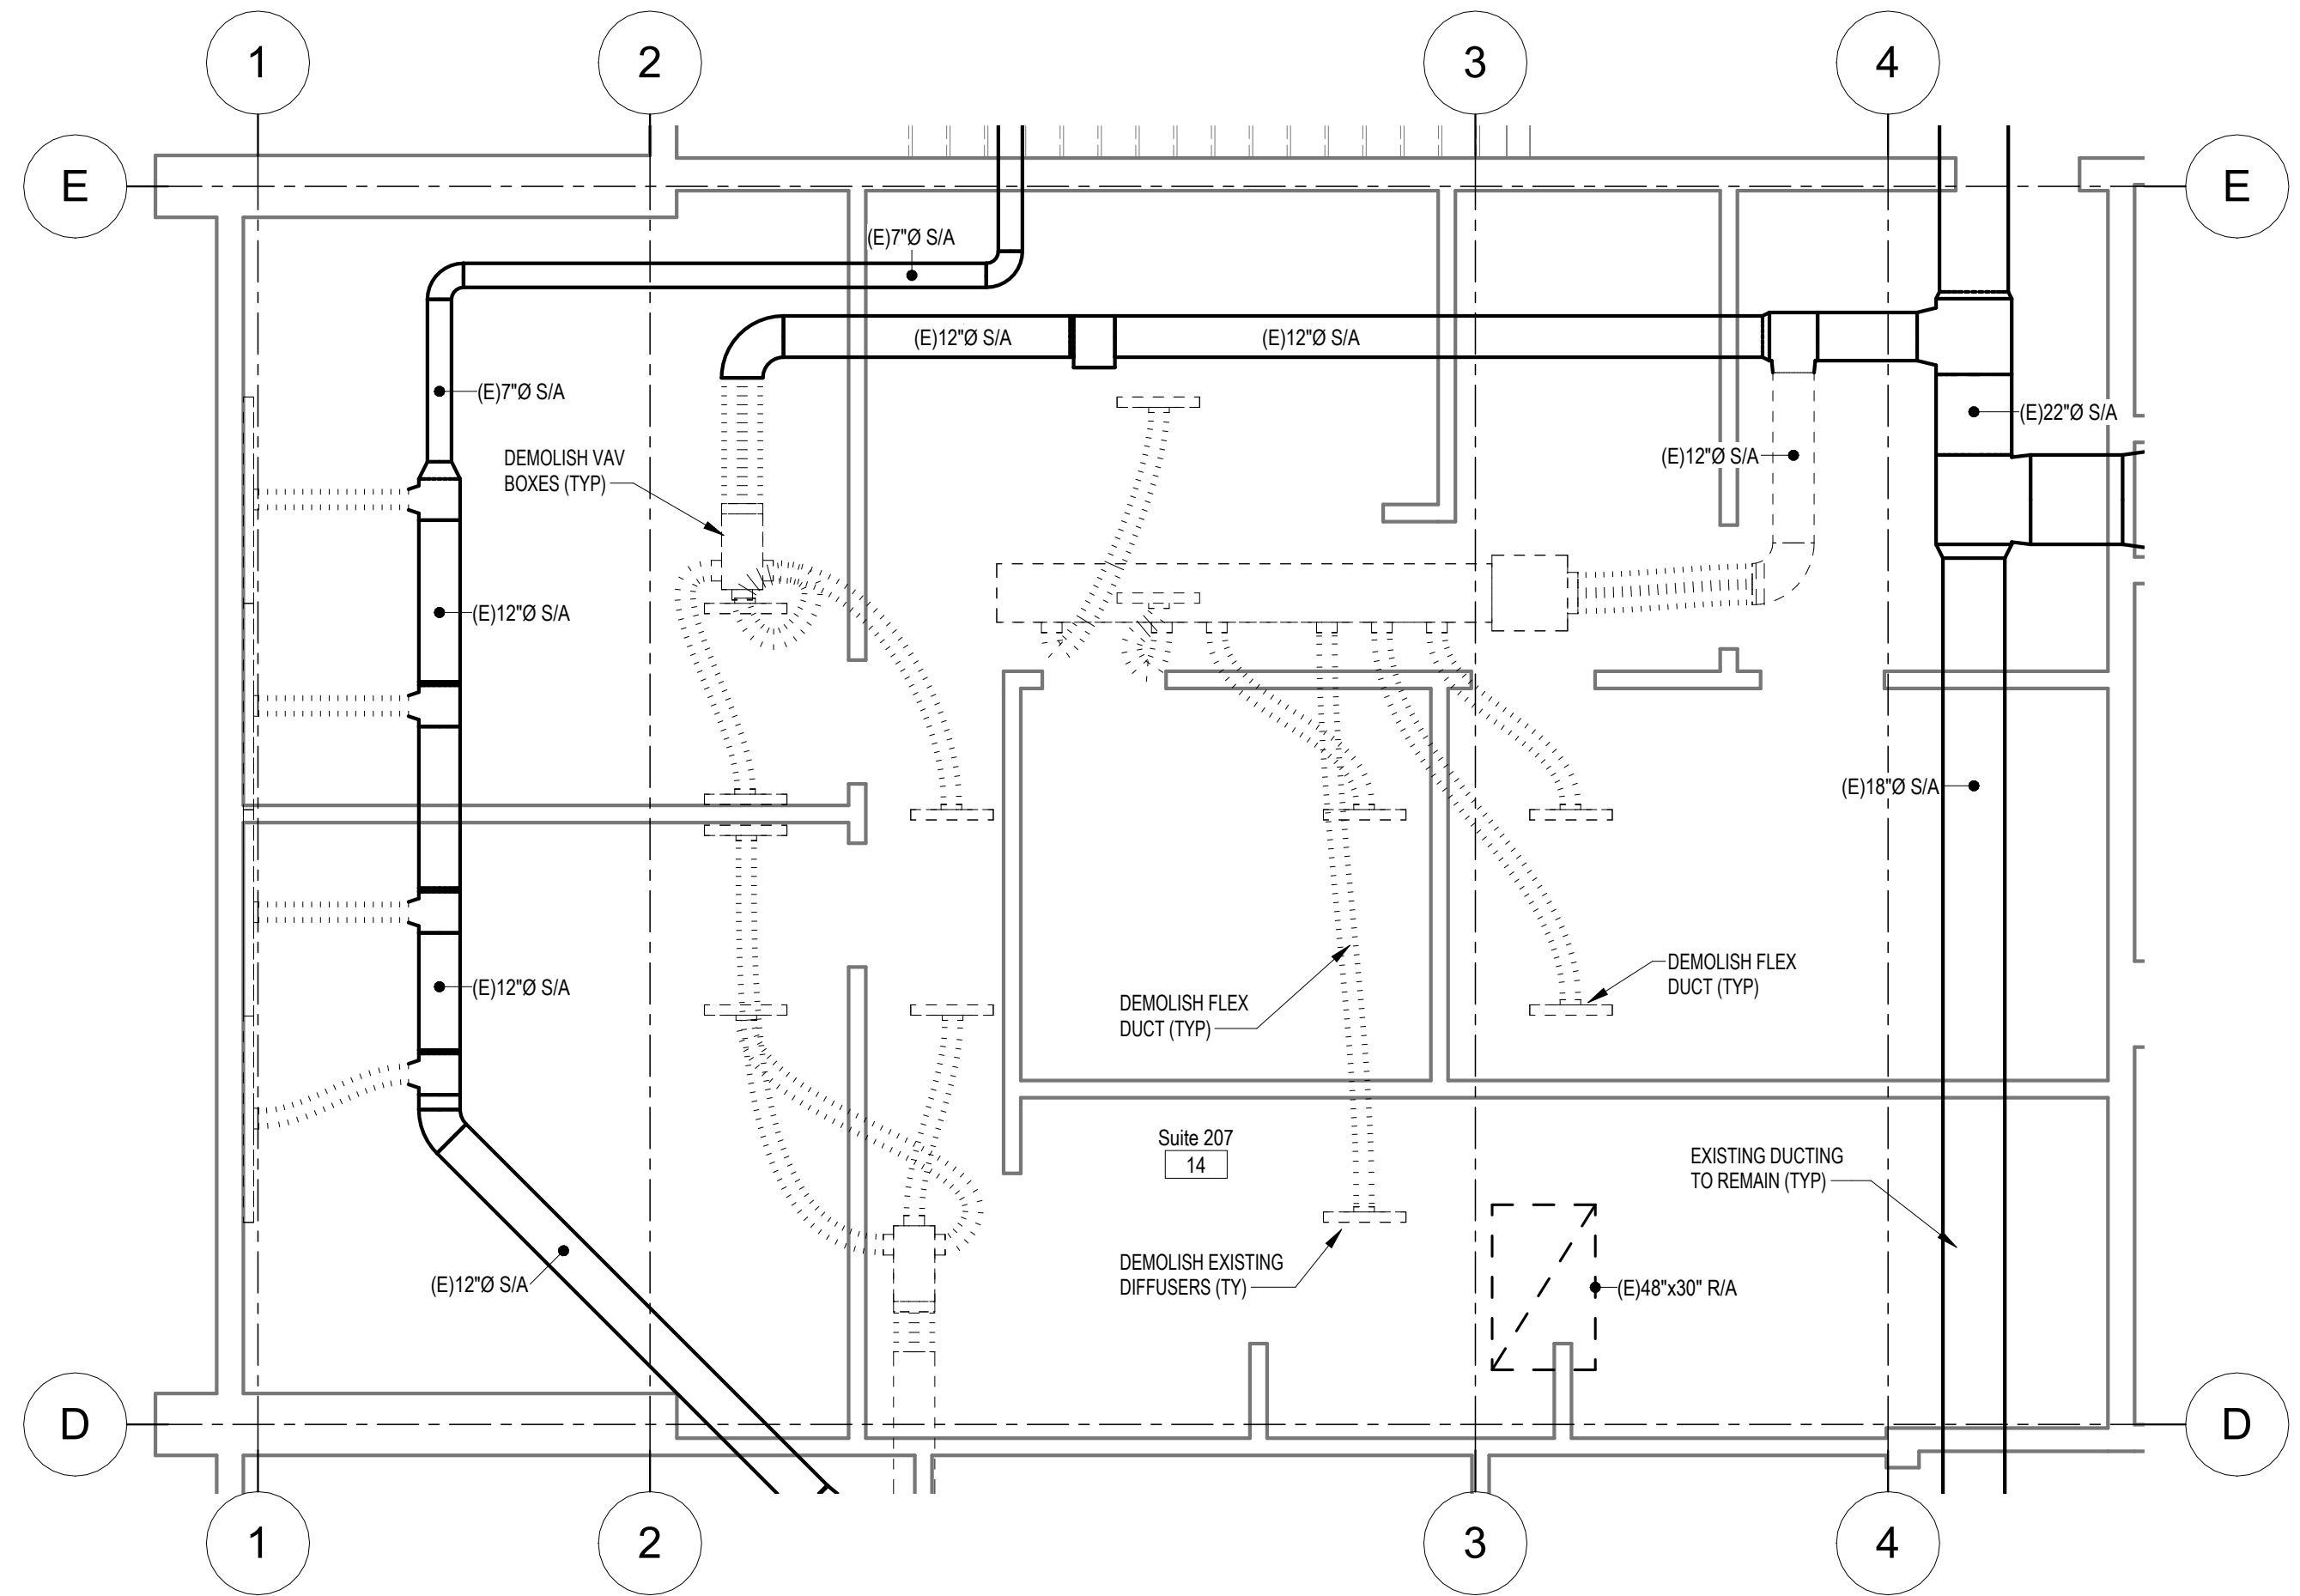 1
2
3
4
E
E
(E)7"Ø S/A
(E)12"Ø S/A
(E)12"Ø S/A
(E)7"Ø S/A
(E)22"Ø S/A
DEMOLISH VAV
BOXES (TYP)
(E)12"Ø S/A
(E)12"Ø S/A
(E)18"Ø S/A
(E)12"Ø S/A
DEMOLISH FLEX
DUCT (TYP)
DEMOLISH FLEX
DUCT (TYP)
Suite 207
14
EXISTING DUCTING
TO REMAIN (TYP)
(E)12"Ø S/A
DEMOLISH EXISTING
DIFFUSERS (TY)
(E)48"x30" R/A
D
D
1
2
3
4